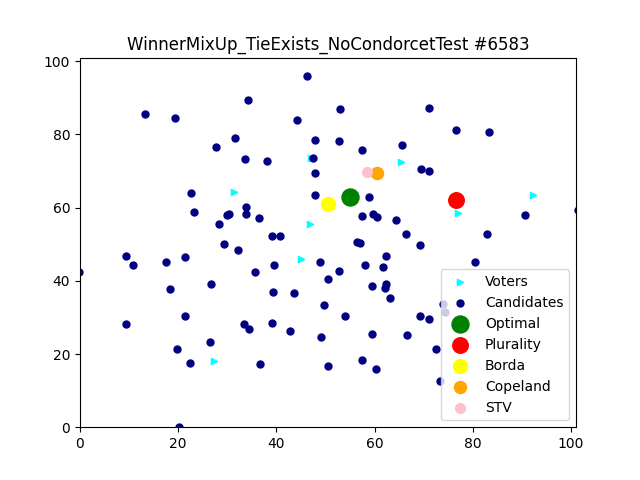 WinnerMixUp_TieExists_NoCondorcetTest #6583
100
80
60
40
20
0
Voters
Candidates
Optimal
Plurality
Borda
Copeland
STV
0 20 40 60 80 100